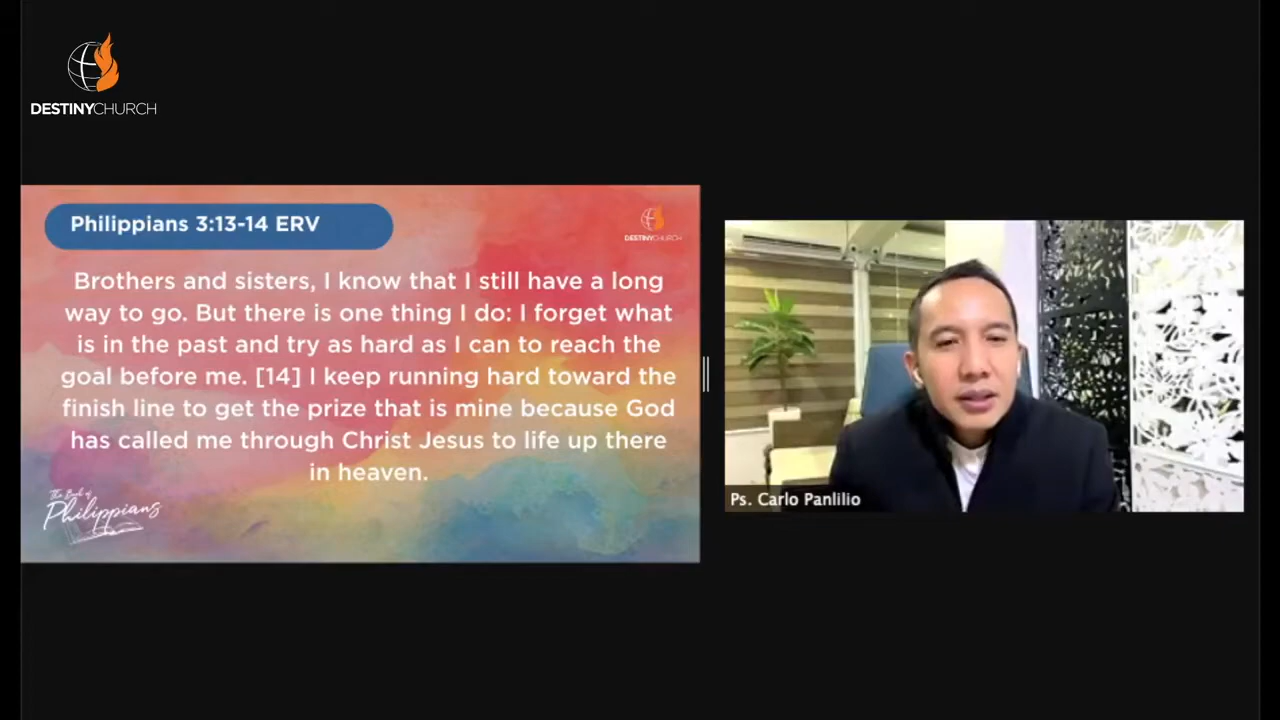 DESTINYCHURCH
Philippians 3:13-14 ERV
DESTINYCHURCH
Brothers and sisters, I know that I still have a long
way to go. But there is one thing I do: I forget what
is in the past and try as hard as I can to reach the
goal before me. [14] I keep running hard toward the
finish line to get the prize that is mine because God
has called me through Christ Jesus to life up there
in heaven.
The Book of
Philippians
Ps. Carlo Panlilio